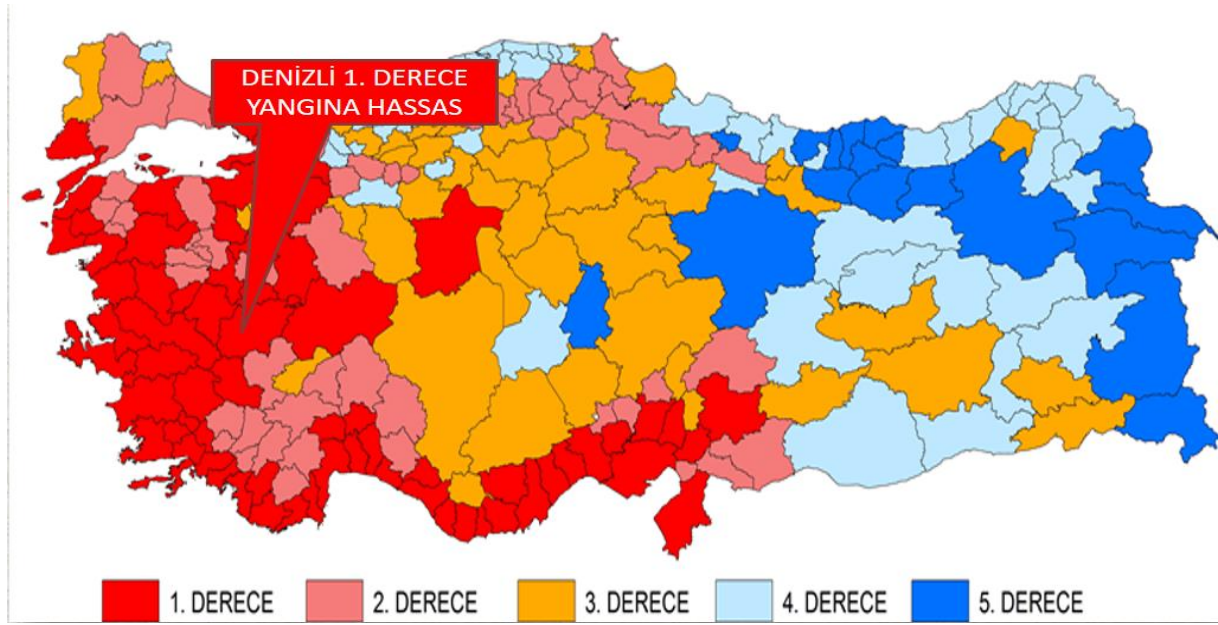 DENİZLİ 1. DERECE
YANGINA HASSAS
1. DERECE
2. DERECE
3. DERECE
4. DERECE
5. DERECE